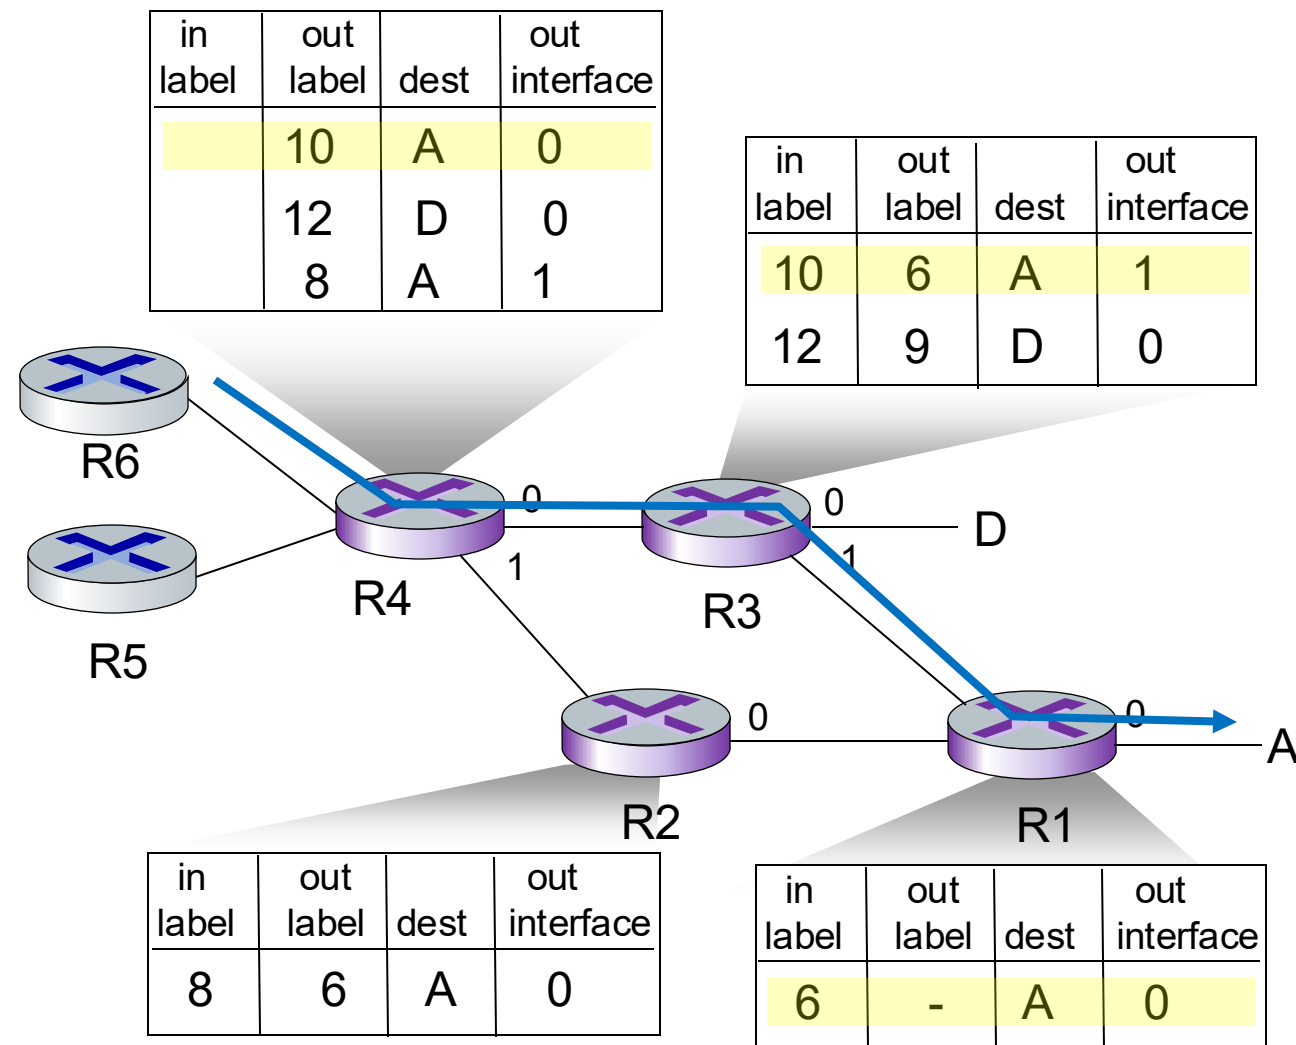 in out out
label label dest interface
10 A 0
12 D 0
8 A 1
in out out
label label dest interface
10 6 A 1
12 9 D 0
R6
0
0
D
1
1
R4
R3
R5
0
0
A
R2
R1
in out out
label label dest interface
8 6 A 0
in out out
label label dest interface
6 - A 0